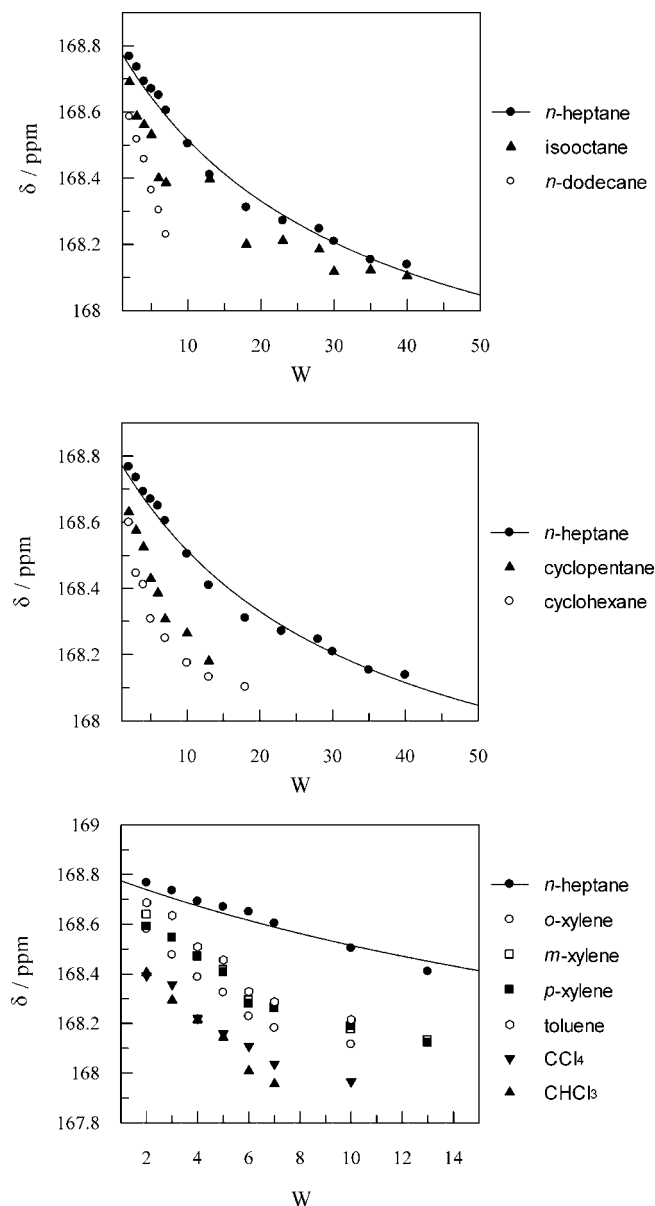 168.8
168.6
168.4
168.2
168
δ / ppm
10 20 30 40 50
W
n-heptane
isooctane
n-dodecane
168.8
168.6
168.4
168.2
168
δ / ppm
10 20 30 40 50
W
n-heptane
cyclopentane
cyclohexane
169
168.8
168.6
168.4
168.2
168
167.8
δ / ppm
2 4 6 8 10 12 14
W
n-heptane
o-xylene
m-xylene
p-xylene
toluene
CCl₄
CHCl₃